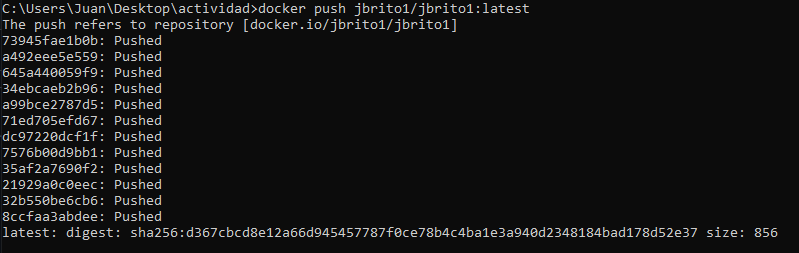 C:\Users\Juan\Desktop\actividad>docker push jbrito1/jbrito1:latest
The push refers to repository [docker.io/jbrito1/jbrito1]
73945fae1b0b: Pushed
a492eee5e559: Pushed
645a440059f9: Pushed
34ebcaeb2b96: Pushed
a99bce2787d5: Pushed
71ed705efd67: Pushed
dc97220dcf1f: Pushed
7576b00d9bb1: Pushed
35af2a7690f2: Pushed
21929a0c0eec: Pushed
32b550be6cb6: Pushed
8ccfaa3abdee: Pushed
latest: digest: sha256:d367cbcd8e12a66d945457787f0ce78b4c4ba1e3a940d2348184bad178d52e37 size: 856